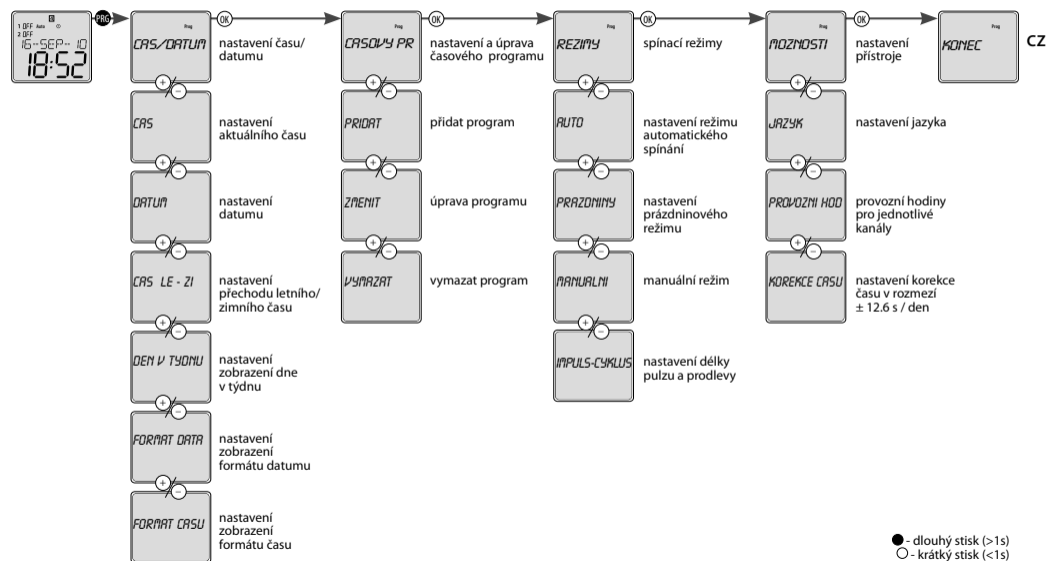 1 OFF Auto
2 OFF
16-SEP-10
18:52
PRG
Prog
CAS/DATUM
nastavení času/
datumu
OK
Prog
CASOVY PR
nastavení a úprava
časového programu
OK
Prog
REZIMY
spínací režimy
OK
Prog
MOZNOSTI
nastavení
přístroje
OK
Prog
KONEC
CZ
+/-
CAS
nastavení
aktuálního času
+/-
DATUM
nastavení
datumu
+/-
CAS LE - ZI
nastavení
přechodu letního/
zimního času
+/-
DEN V TYDNU
nastavení
zobrazení dne
v týdnu
+/-
FORMAT DATA
nastavení
zobrazení
formátu datumu
+/-
FORMAT CASU
nastavení
zobrazení
formátu času
+/-
PRIDAT
přidat program
+/-
ZMENIT
úprava programu
+/-
VYMAZAT
vymazat program
+/-
AUTO
nastavení režimu
automatického
spínání
+/-
PRAZDNINY
nastavení
prázdninového
režimu
+/-
MANUALNI
manuální režim
+/-
IMPULS-CYKLUS
nastavení délky
pulzu a prodlevy
+/-
JAZYK
nastavení jazyka
+/-
PROVOZNI HOD
provozní hodiny
pro jednotlivé
kanály
+/-
KOREKCE CASU
nastavení korekce
času v rozmezí
± 12.6 s / den
- dlouhý stisk (>1s)
- krátký stisk (<1s)